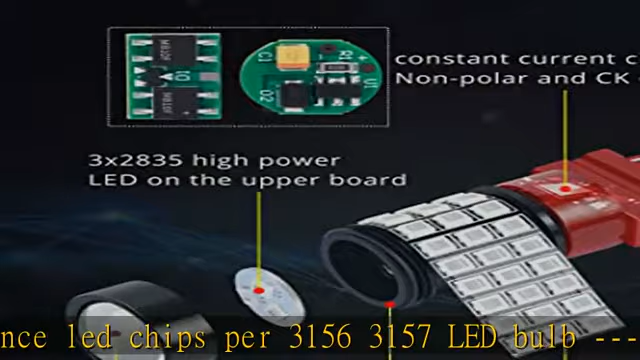 constant current c
Non-polar and CK
3x2835 high power
LED on the upper board
nce led chips per 3156 3157 LED bulb ---